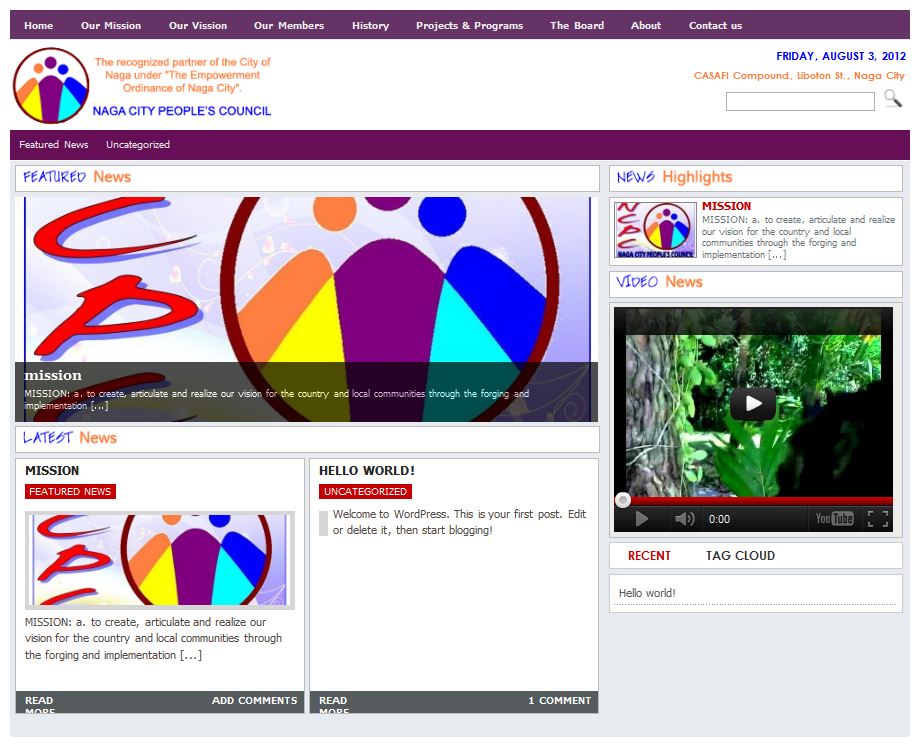 Home Our Mission Our Vission Our Members History Projects & Programs The Board About Contact us
The recognized partner of the City of
Naga under "The Empowerment
Ordinance of Naga City".
NAGA CITY PEOPLE'S COUNCIL
FRIDAY, AUGUST 3, 2012
CASAFI Compound, Liboton St., Naga City
Featured News Uncategorized
FEATURED News
CPC
mission
MISSION: a. to create, articulate and realize our vision for the country and local communities through the forging and
implementation [...]
NEWS Highlights
NCPC
NAGA CITY PEOPLE'S COUNCIL
MISSION
MISSION: a. to create, articulate and realize
our vision for the country and local
communities through the forging and
implementation [...]
VIDEO News
0:00
YouTube
RECENT TAG CLOUD
Hello world!
LATEST News
MISSION
FEATURED NEWS
CPC
MISSION: a. to create, articulate and realize our
vision for the country and local communities through
the forging and implementation [...]
READ
MORE
ADD COMMENTS
HELLO WORLD!
UNCATEGORIZED
Welcome to WordPress. This is your first post. Edit
or delete it, then start blogging!
READ
MORE
1 COMMENT